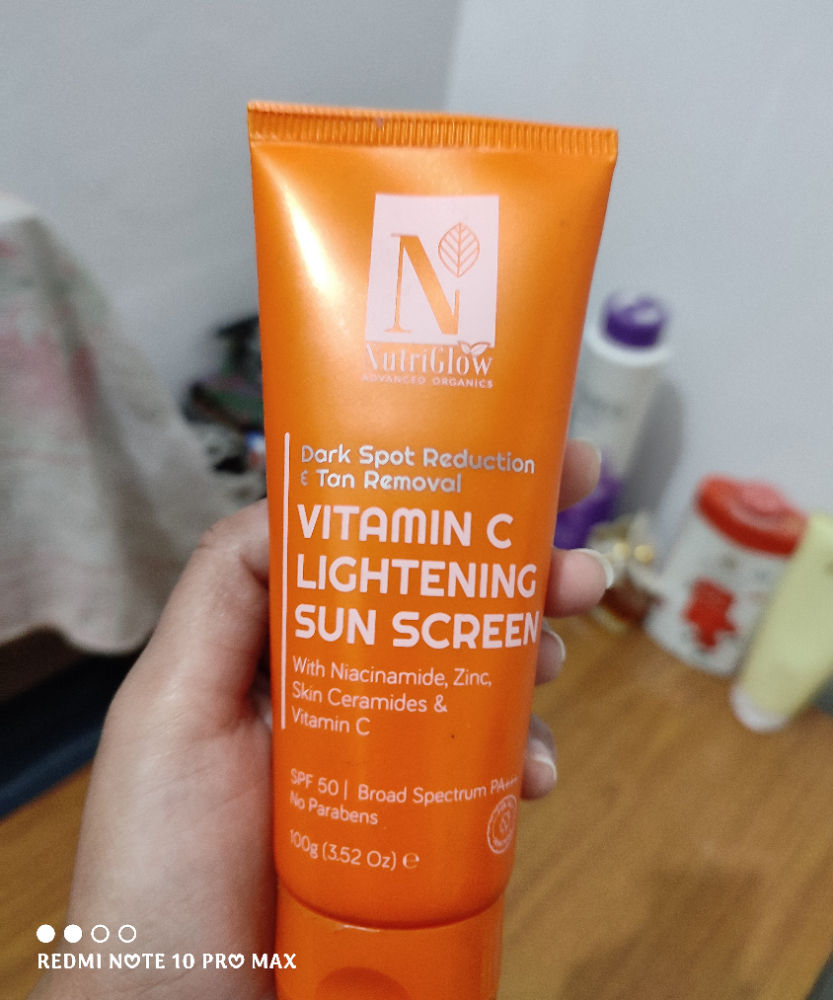 N
NutriGlow
ADVANCED ORGANICS
Dark Spot Reduction
& Tan Removal
VITAMIN C
LIGHTENING
SUN SCREEN
With Niacinamide, Zinc,
Skin Ceramides &
Vitamin C
SPF 50 | Broad Spectrum PA+++
No Parabens
100g (3.52 Oz) ℮
REDMI NOTE 10 PRO MAX